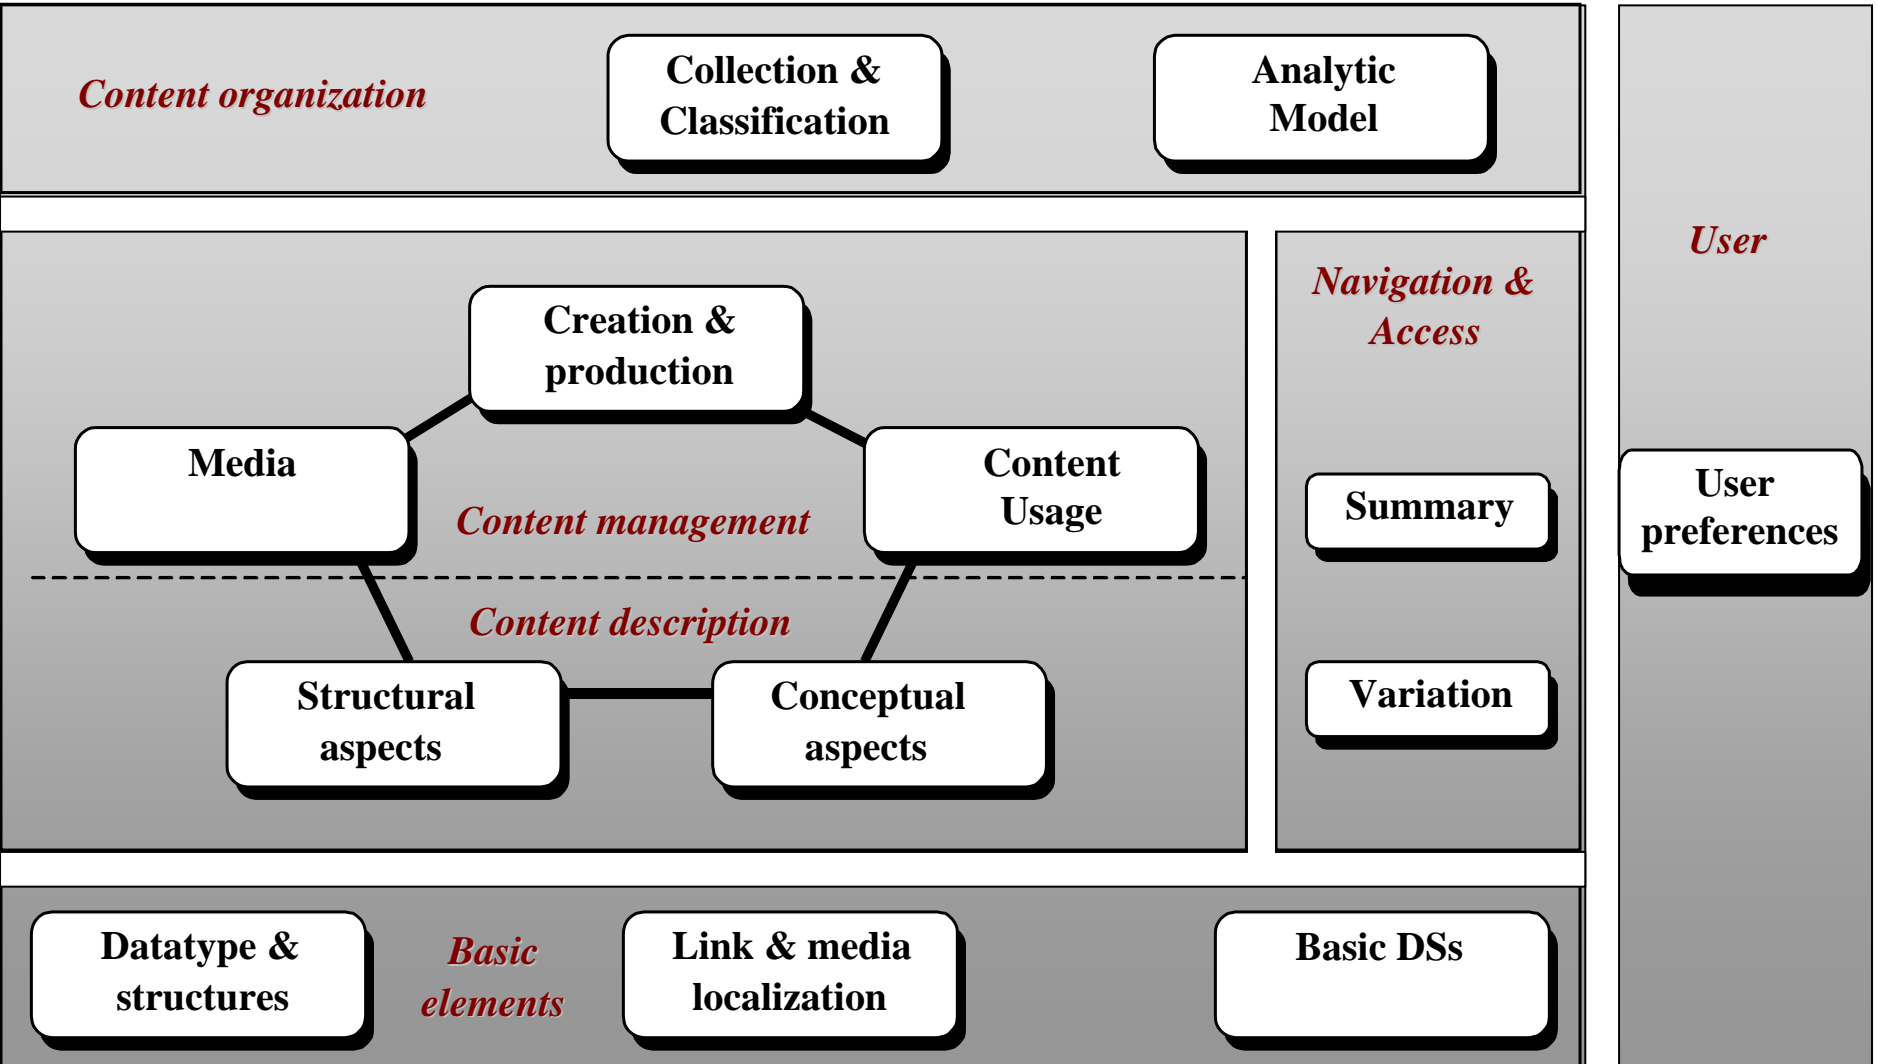 Content organization
Collection &
Classification
Analytic
Model
User
Navigation &
Access
Creation &
production
Media
Content
Usage
Content management
Summary
User
preferences
Content description
Structural
aspects
Conceptual
aspects
Variation
Datatype &
structures
Basic
elements
Link & media
localization
Basic DSs